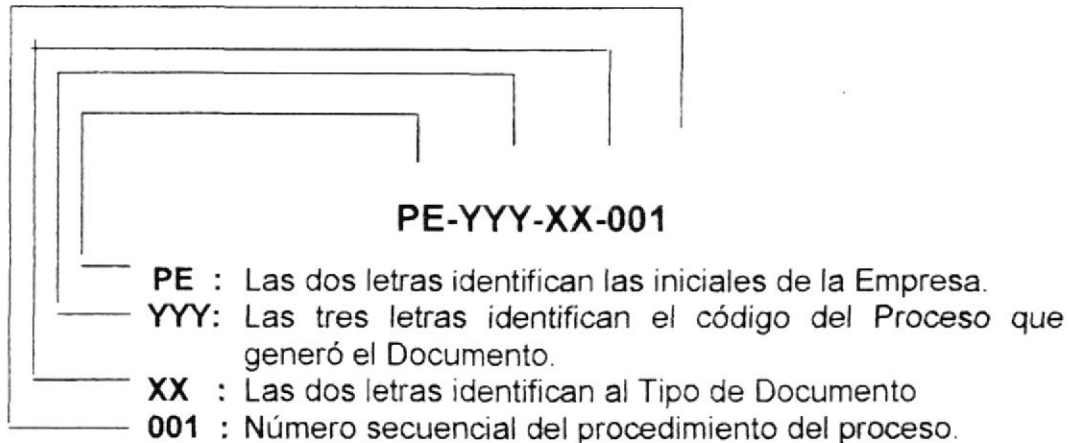 PE-YYY-XX-001
PE : Las dos letras identifican las iniciales de la Empresa.
YYY: Las tres letras identifican el código del Proceso que
generó el Documento.
XX : Las dos letras identifican al Tipo de Documento
001 : Número secuencial del procedimiento del proceso.